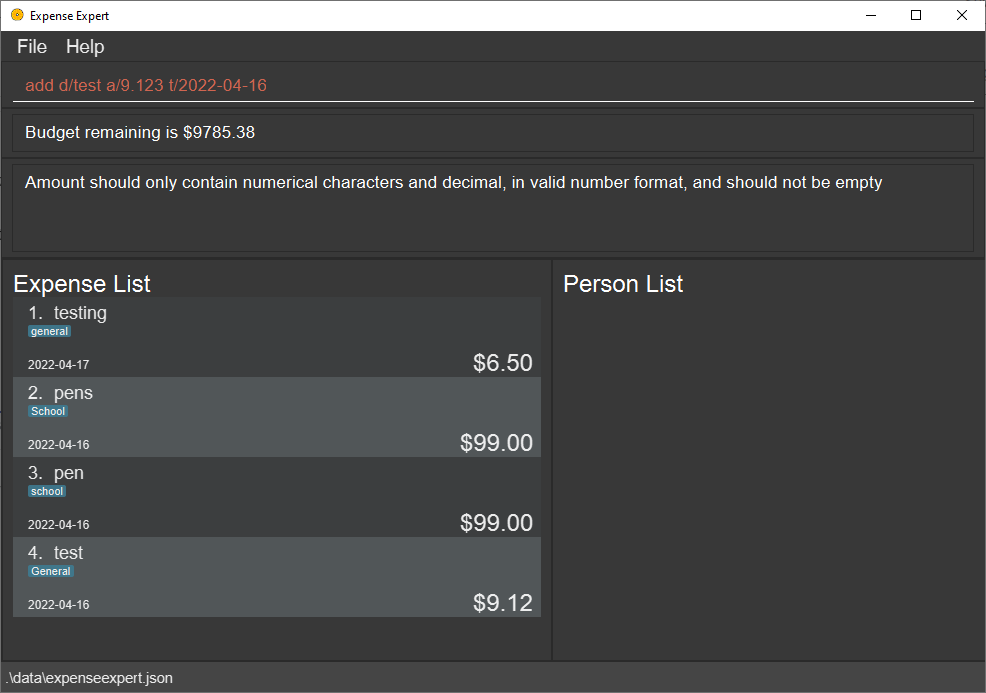 Expense Expert
File Help
add d/test a/9.123 t/2022-04-16
Budget remaining is $9785.38
Amount should only contain numerical characters and decimal, in valid number format, and should not be empty
Expense List
1. testing
general
2022-04-17 $6.50
2. pens
School
2022-04-16 $99.00
3. pen
school
2022-04-16 $99.00
4. test
General
2022-04-16 $9.12
Person List
.\data\expenseexpert.json